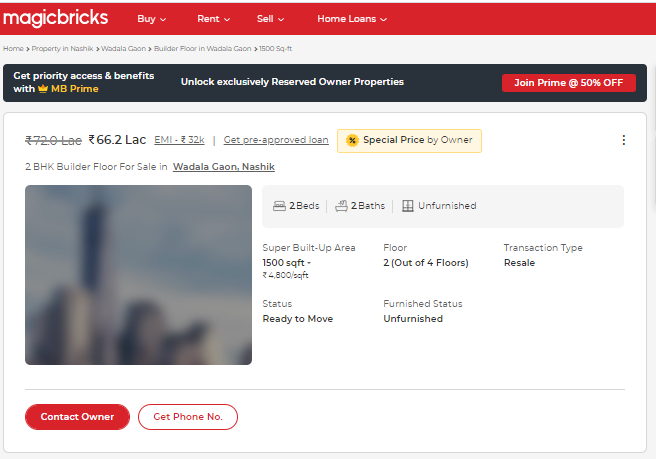 magicbricks
Buy
Rent
Sell
Home Loans
Home > Property in Nashik > Wadala Gaon > Builder Floor in Wadala Gaon > 1500 Sq-ft
Get priority access & benefits
with MB Prime
Unlock exclusively Reserved Owner Properties
Join Prime @ 50% OFF
₹72.0 Lac ₹66.2 Lac EMI - ₹ 32k | Get pre-approved loan
Special Price by Owner
2 BHK Builder Floor For Sale in Wadala Gaon, Nashik
2 Beds
2 Baths
Unfurnished
Super Built-Up Area
1500 sqft
₹ 4,800/sqft
Floor
2 (Out of 4 Floors)
Transaction Type
Resale
Status
Ready to Move
Furnished Status
Unfurnished
Contact Owner
Get Phone No.